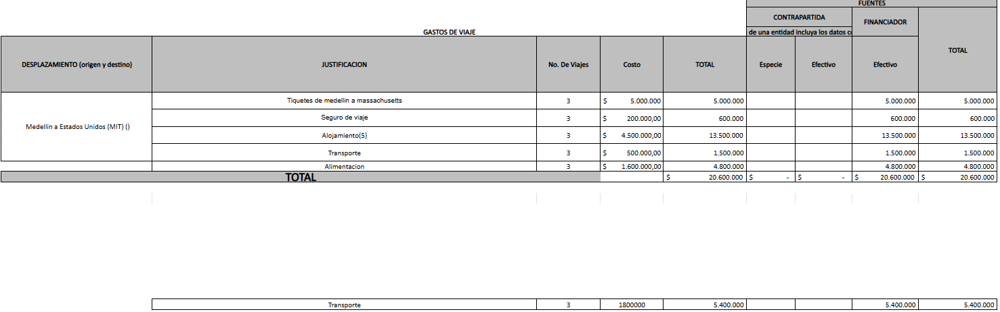 FUENTES
CONTRAPARTIDA FINANCIADOR
GASTOS DE VIAJE de una entidad incluya los datos
DESPLAZAMIENTO (origen y destino) JUSTIFICACION No. De Viajes Costo TOTAL Especie Efectivo Efectivo TOTAL
Tiquetes de medellin a massachusetts 3 $ 5.000.000 5.000.000 5.000.000 5.000.000
Seguro de viaje 3 $ 200.000,00 600.000 600.000 600.000
Medellin a Estados Unidos (MIT) ()
Alojamiento(5) 3 $ 4.500.000,00 13.500.000 13.500.000 13.500.000
Transporte 3 $ 500.000,00 1.500.000 1.500.000 1.500.000
Alimentacion 3 $ 1.600.000,00 4.800.000 4.800.000 4.800.000
TOTAL $ 20.600.000 $ - $ - $ 20.600.000 $ 20.600.000
Transporte 3 1800000 5.400.000 5.400.000 5.400.000